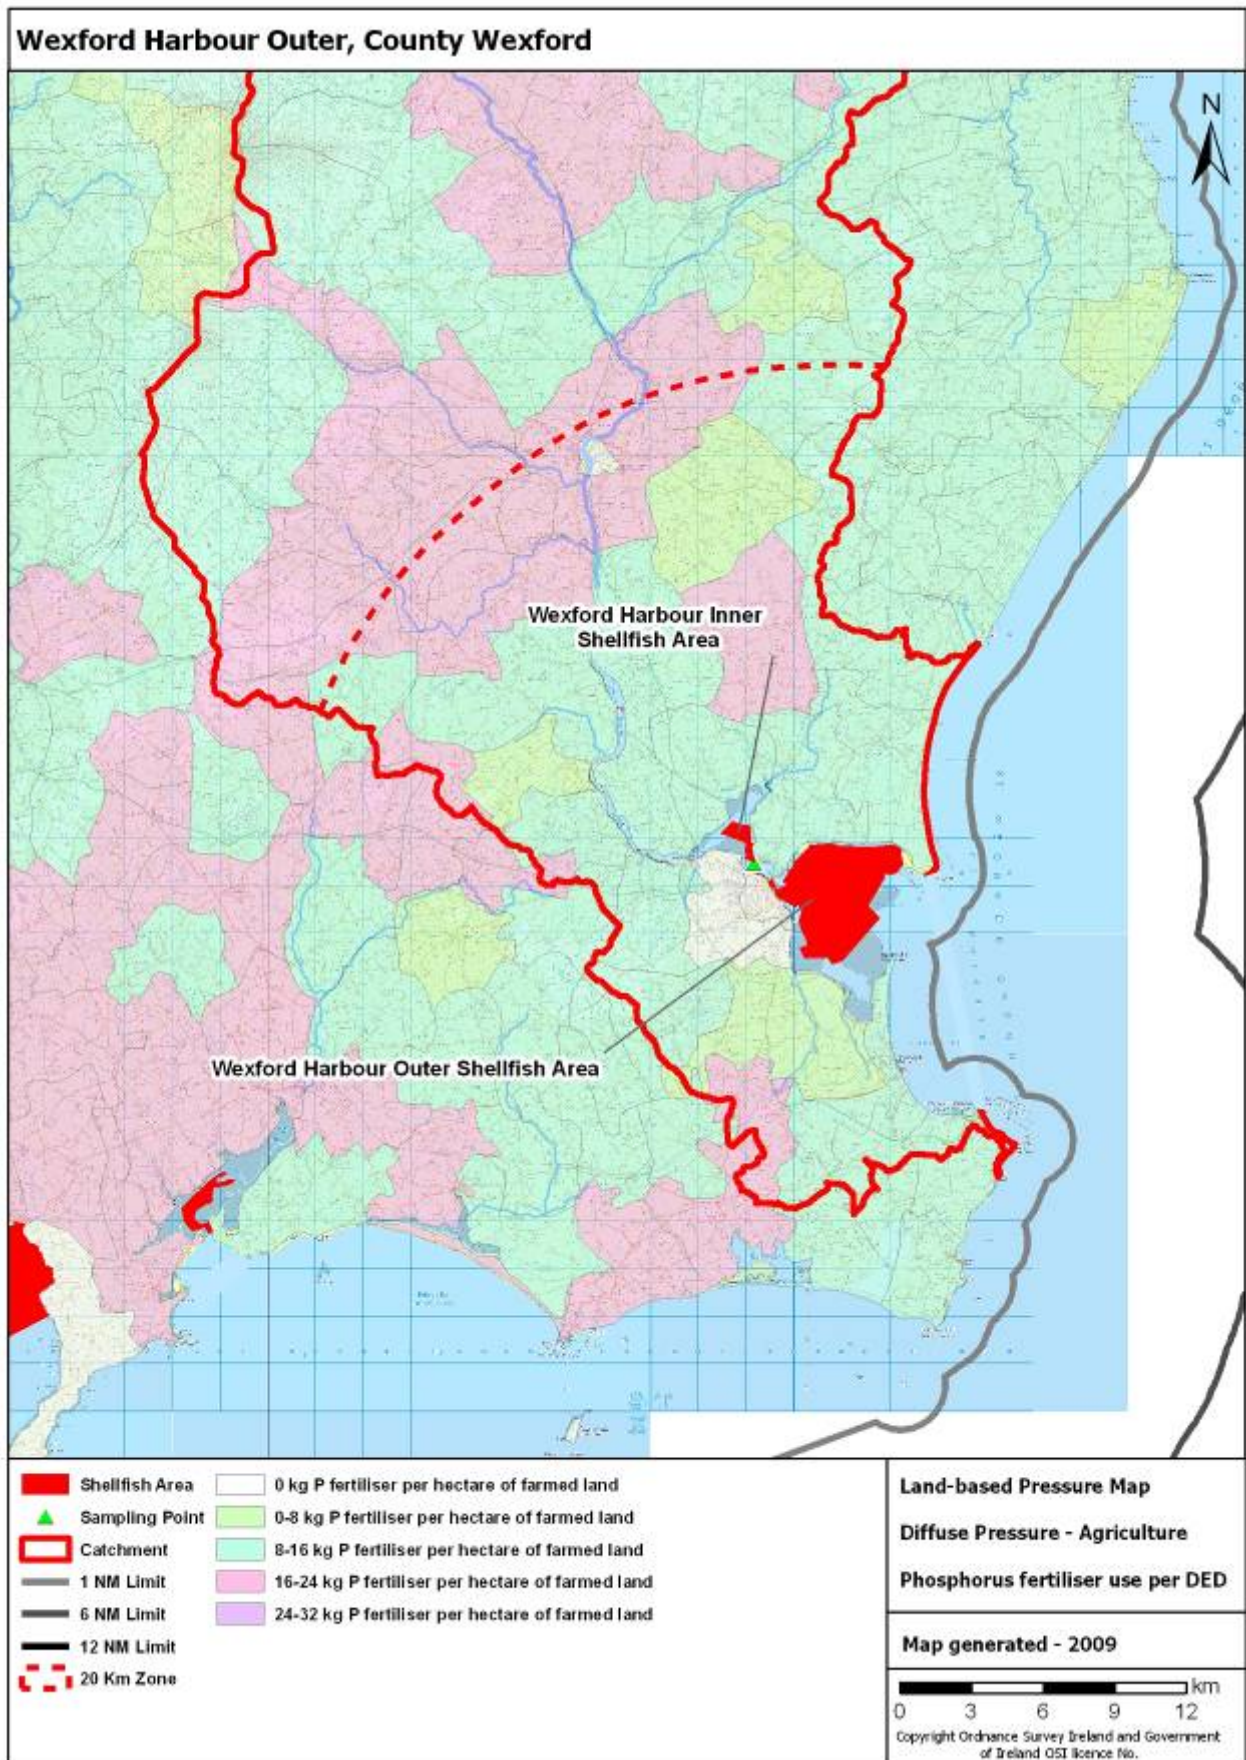 Wexford Harbour Outer, County Wexford
N
Wexford Harbour Inner
Shellfish Area
Wexford Harbour Outer Shellfish Area
Shellfish Area
Sampling Point
Catchment
1 NM Limit
6 NM Limit
12 NM Limit
20 Km Zone
0 kg P fertiliser per hectare of farmed land
0-8 kg P fertiliser per hectare of farmed land
8-16 kg P fertiliser per hectare of farmed land
16-24 kg P fertiliser per hectare of farmed land
24-32 kg P fertiliser per hectare of farmed land
Land-based Pressure Map
Diffuse Pressure - Agriculture
Phosphorus fertiliser use per DED
Map generated - 2009
km
0 3 6 9 12
Copyright Ordnance Survey Ireland and Government
of Ireland OSI licence No.